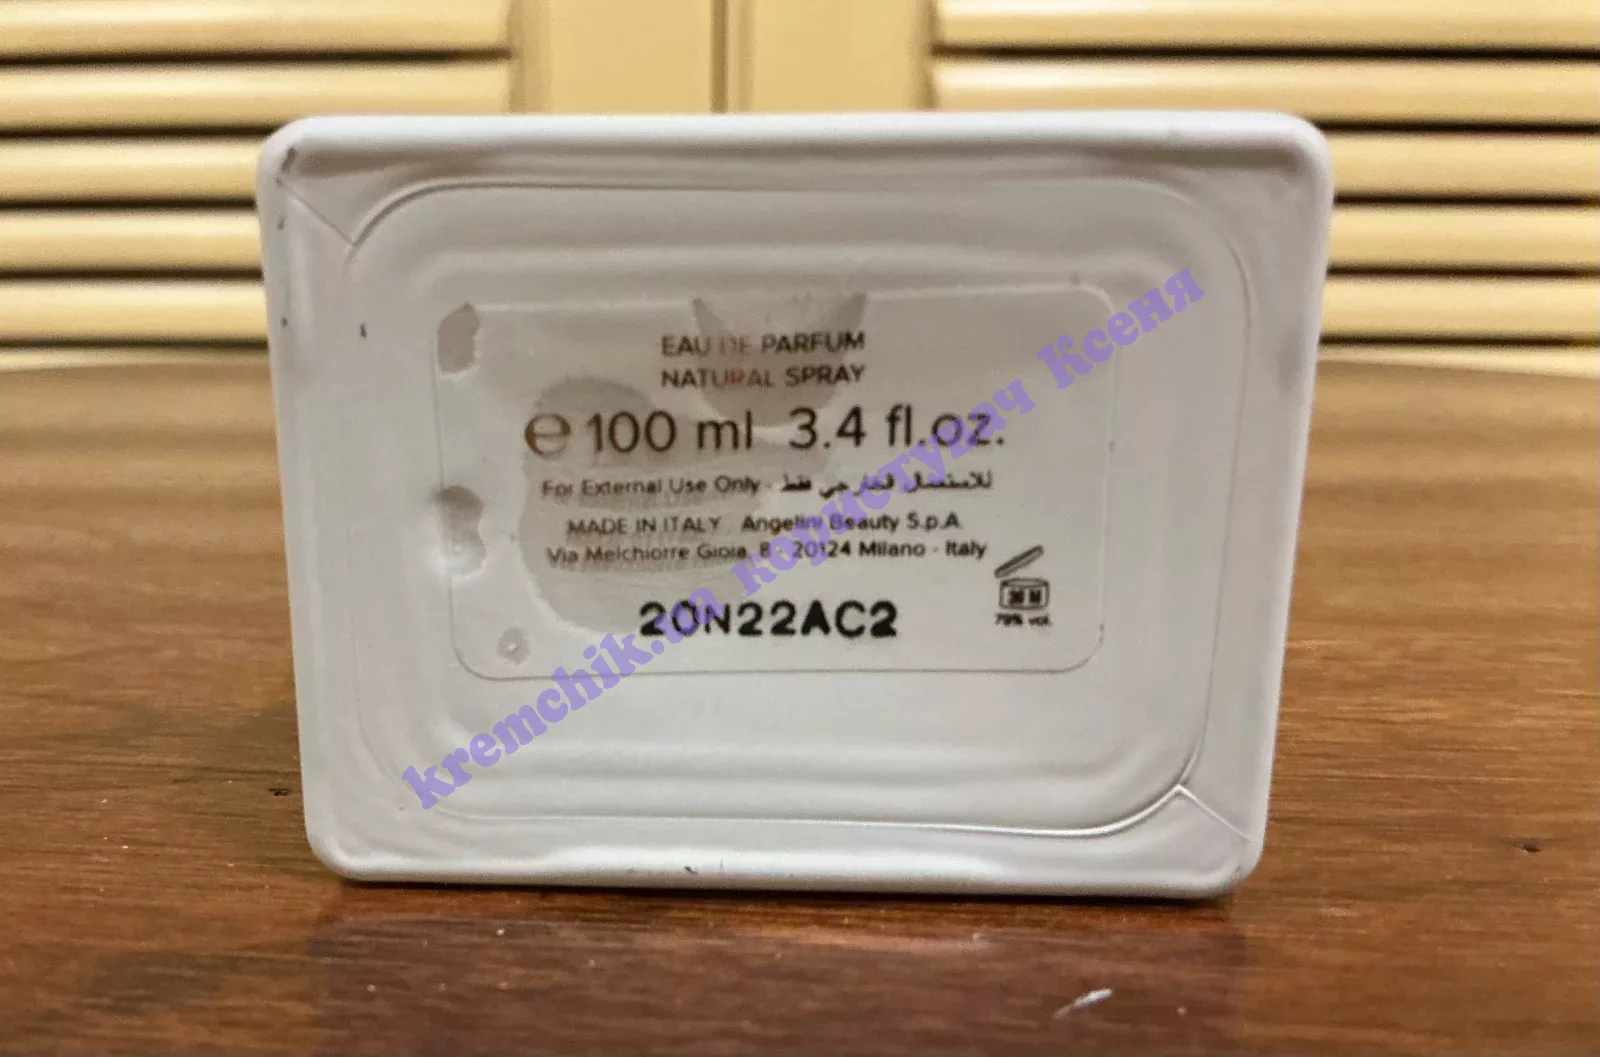 EAU DE PARFUM
NATURAL SPRAY
e 100 ml 3.4 fl.oz.
For External Use Only - للاستعمال الخارجي فقط
MADE IN ITALY . Angelini Beauty S.p.A.
Via Melchiorre Gioia, 8 - 20124 Milano - Italy
36 M
79% vol.
20N22AC2
kremchik.ua користувач Ксеня